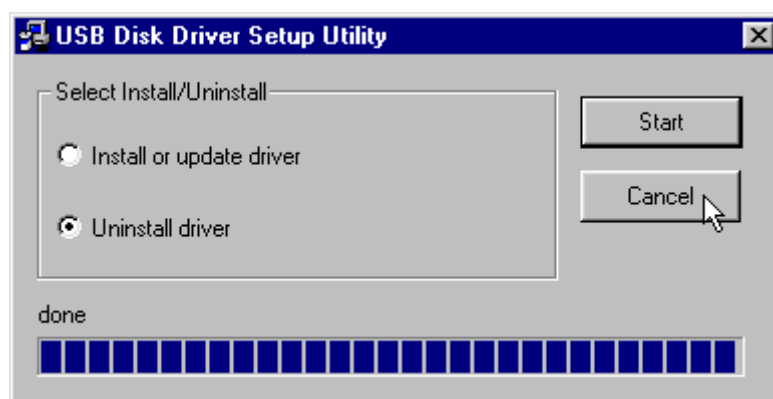 USB Disk Driver Setup Utility
Select Install/Uninstall
Install or update driver
Uninstall driver
Start
Cancel
done